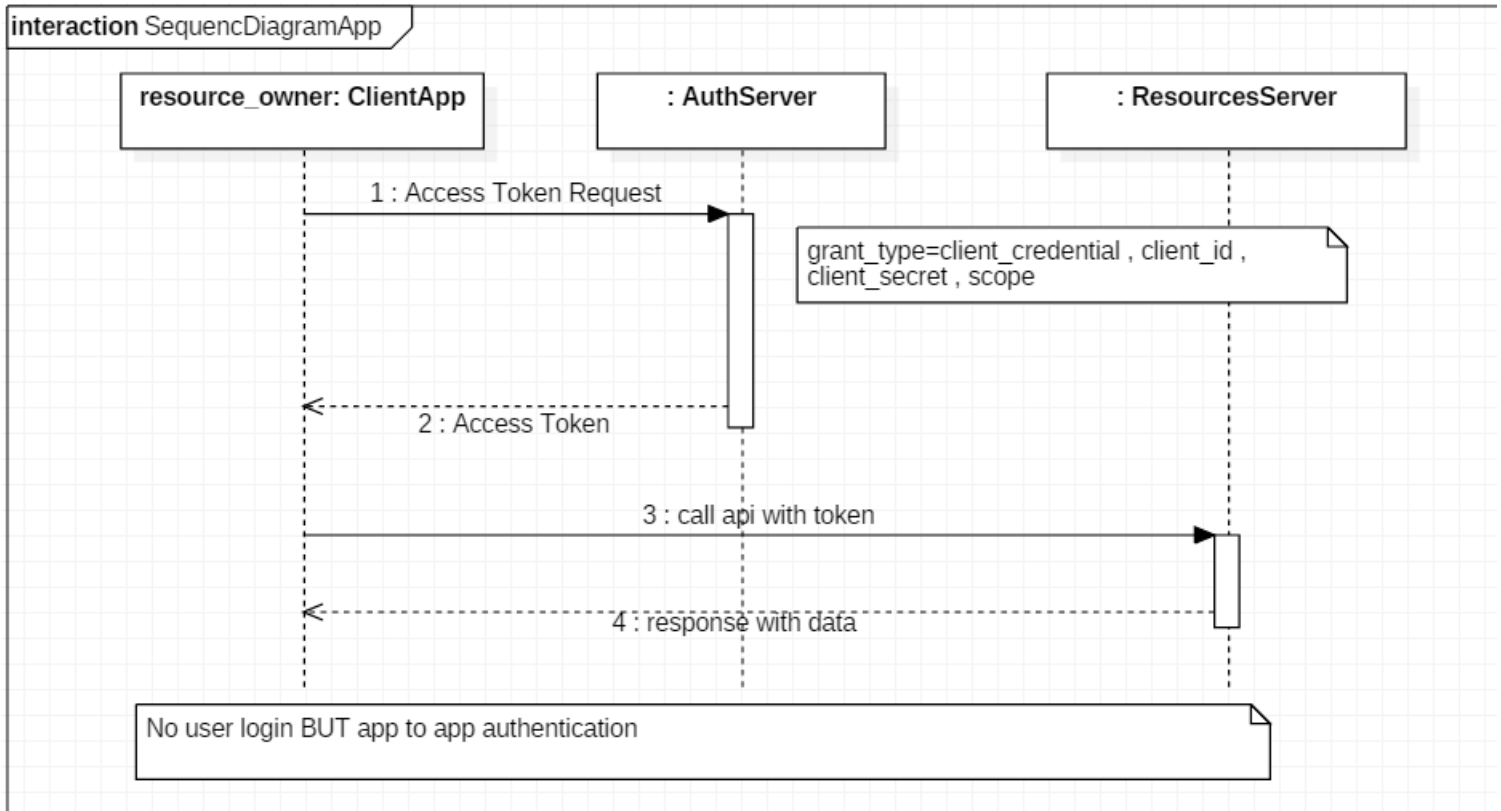 interaction SequencDiagramApp
resource_owner: ClientApp
: AuthServer
: ResourcesServer
1 : Access Token Request
grant_type=client_credential , client_id ,
client_secret , scope
2 : Access Token
3 : call api with token
4 : response with data
No user login BUT app to app authentication